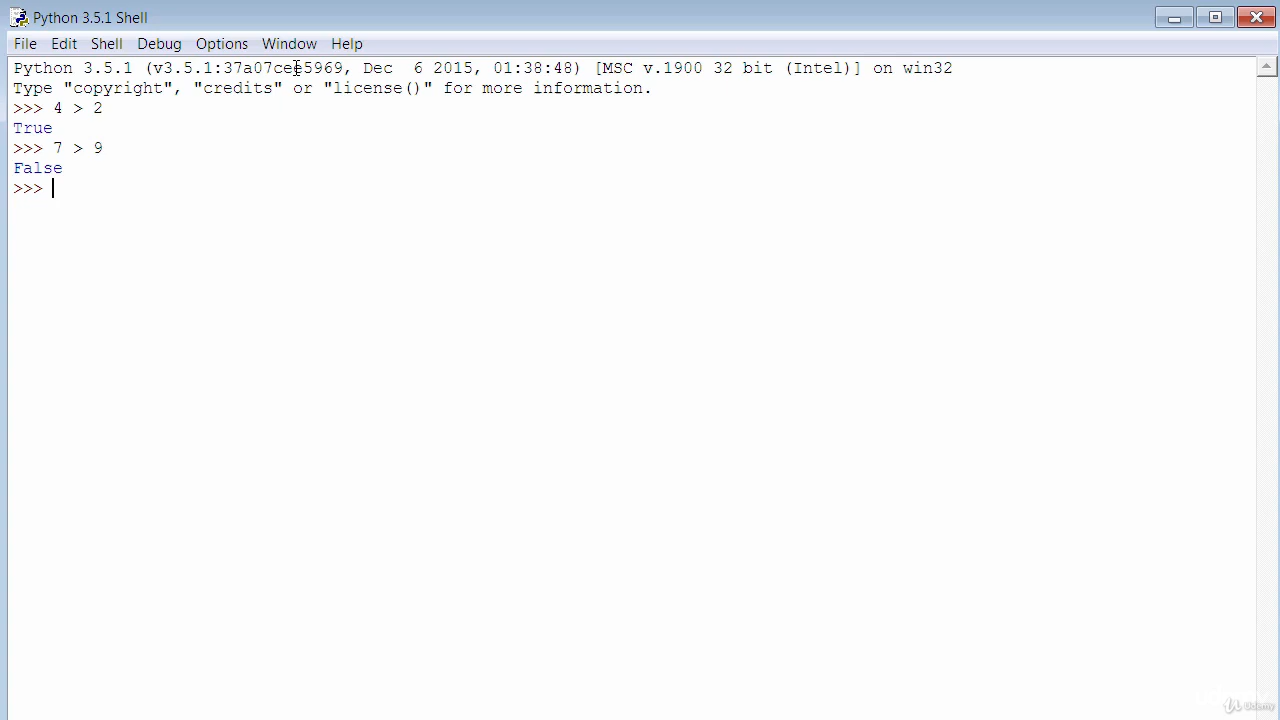 Python 3.5.1 Shell
File Edit Shell Debug Options Window Help
Python 3.5.1 (v3.5.1:37a07cee5969, Dec  6 2015, 01:38:48) [MSC v.1900 32 bit (Intel)] on win32
Type "copyright", "credits" or "license()" for more information.
>>> 4 > 2
True
>>> 7 > 9
False
>>>
Udemy